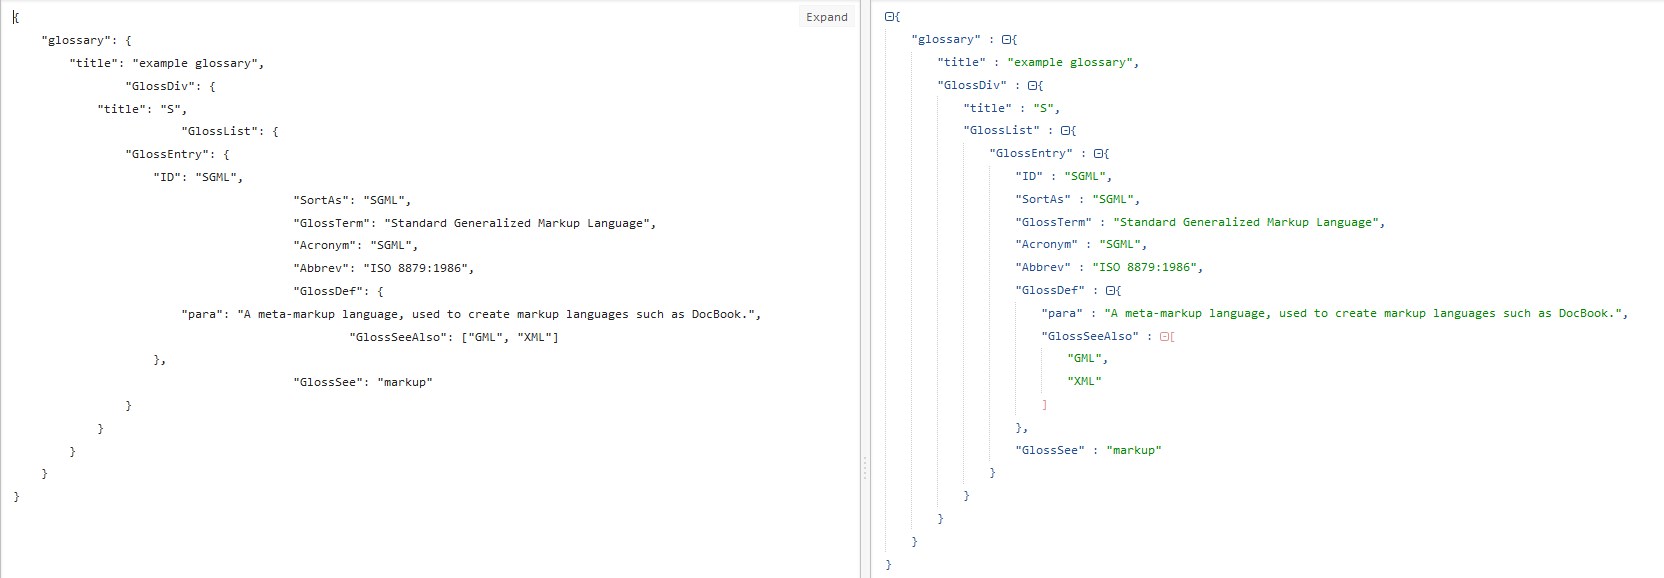 {
    "glossary": {
        "title": "example glossary",
                "GlossDiv": {
            "title": "S",
                        "GlossList": {
                "GlossEntry": {
                    "ID": "SGML",
                                        "SortAs": "SGML",
                                        "GlossTerm": "Standard Generalized Markup Language",
                                        "Acronym": "SGML",
                                        "Abbrev": "ISO 8879:1986",
                                        "GlossDef": {
                        "para": "A meta-markup language, used to create markup languages such as DocBook.",
                                                "GlossSeeAlso": ["GML", "XML"]
                    },
                                        "GlossSee": "markup"
                }
            }
        }
    }
}
Expand
{
"glossary" : {
"title" : "example glossary",
"GlossDiv" : {
"title" : "S",
"GlossList" : {
"GlossEntry" : {
"ID" : "SGML",
"SortAs" : "SGML",
"GlossTerm" : "Standard Generalized Markup Language",
"Acronym" : "SGML",
"Abbrev" : "ISO 8879:1986",
"GlossDef" : {
"para" : "A meta-markup language, used to create markup languages such as DocBook.",
"GlossSeeAlso" : [
"GML",
"XML"
]
},
"GlossSee" : "markup"
}
}
}
}
}